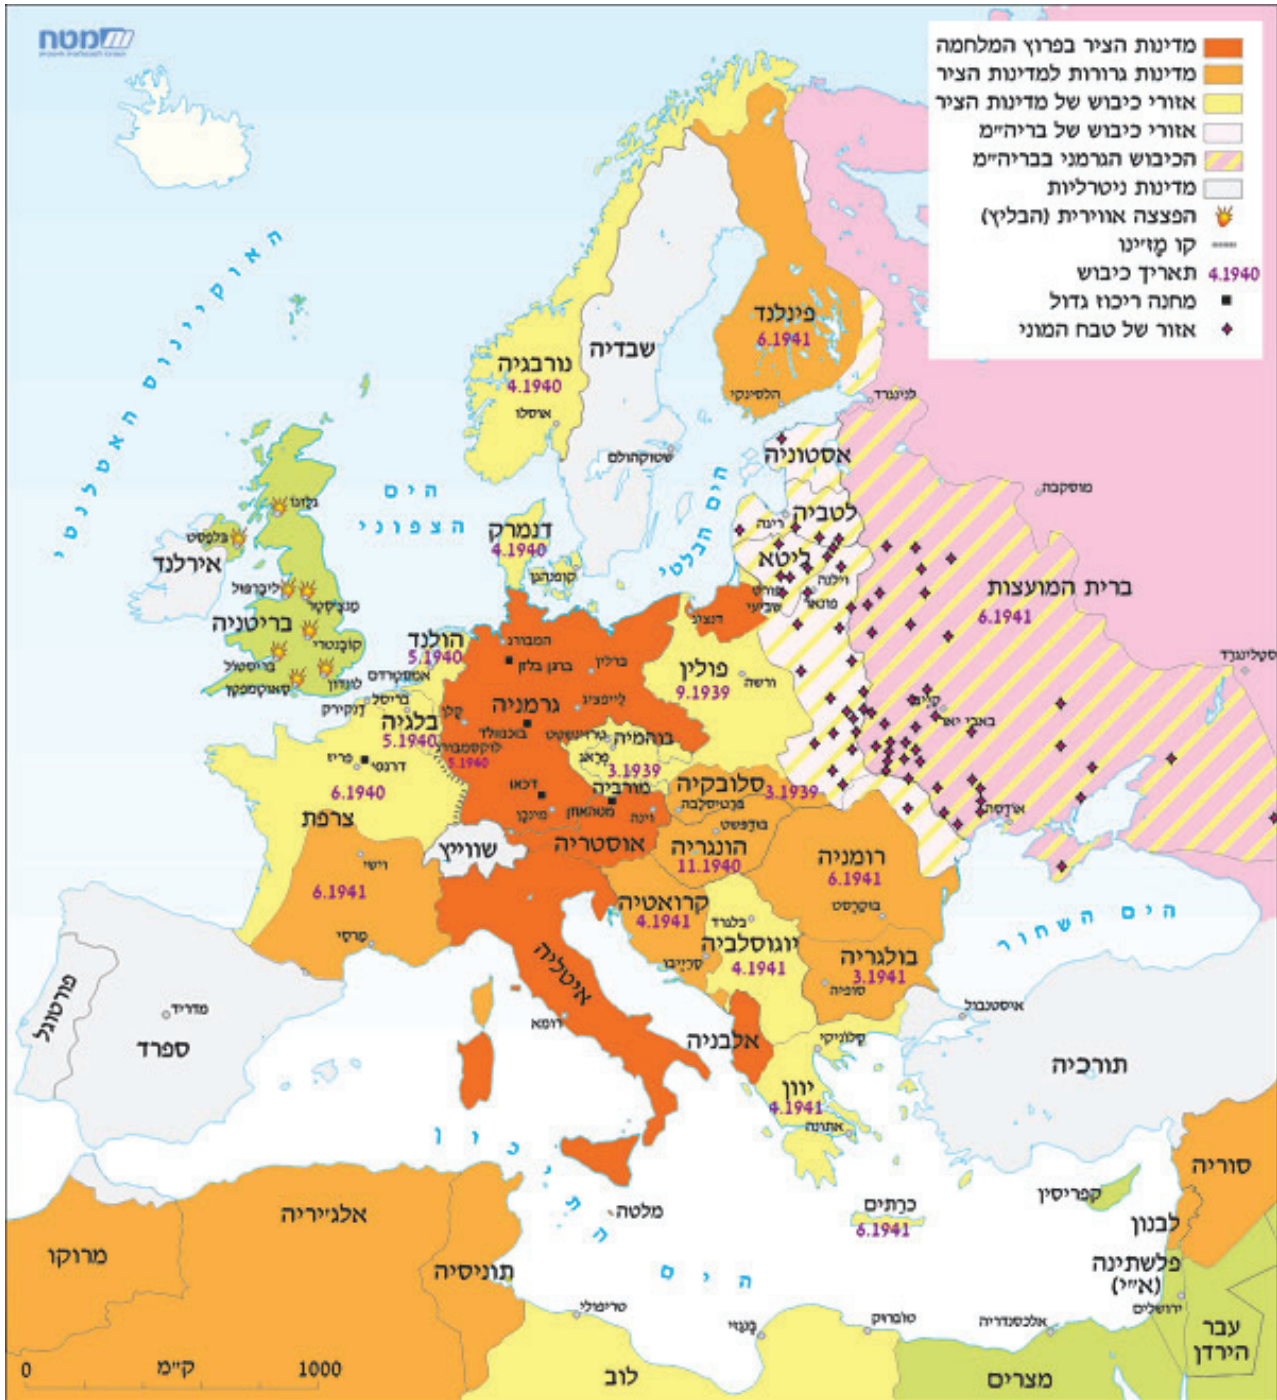 מטח
מדינות הציר בפרוץ המלחמה
מדינות גרורות למדינות הציר
אזורי כיבוש של מדינות הציר
אזורי כיבוש של בריה"מ
הכיבוש הגרמני בבריה"מ
מדינות ניטרליות
הפצצה אווירית (הבליץ)
קו מָז'ינו
4.1940 תאריך כיבוש
מחנה ריכוז גדול
אזור של טבח המוני
האוקיינוס האטלנטי
הים הצפוני
הים הבלטי
פינלנד
6.1941
הלסינקי
שבדיה
שטוקהולם
נורבגיה
4.1940
אוסלו
לנינגרד
מוסקבה
סטלינגרד
אסטוניה
לטביה
ריגה
ליטא
וילנה
פונאר
פורט שביעי
ברית המועצות
6.1941
קייב
באבי יאר
אודסה
דנמרק
4.1940
קופנהגן
גלזגו
בלפסט
אירלנד
ליברפול
מנצ'סטר
בריטניה
קובנטרי
בריסטול
לונדון
סאות'המפטון
הולנד
5.1940
אמסטרדם
בריסל
דנקירק
בלגיה
5.1940
לוקסמבורג
5.1940
המבורג
ברגן בלזן
ברלין
דנציג
גרמניה
לייפציג
קלן
בוכנוולד
טרזינשטט
פולין
9.1939
ורשה
בוהמיה
פראג
3.1939
מורביה
סלובקיה
3.1939
ברטיסלבה
דכאו
מינכן
מטהאוזן
וינה
אוסטריה
שווייץ
פריז
דרנסי
6.1940
צרפת
וישי
6.1941
מרסי
בודפשט
הונגריה
11.1940
רומניה
6.1941
בוקרסט
קרואטיה
4.1941
סרייבו
בלגרד
יוגוסלביה
4.1941
בולגריה
3.1941
סופיה
הים השחור
איטליה
רומא
אלבניה
סלוניקי
יוון
4.1941
אתונה
איסטנבול
תורכיה
פורטוגל
ספרד
מדריד
הים התיכון
מלטה
כרתים
6.1941
קפריסין
סוריה
לבנון
פלשתינה
(א"י)
ירושלים
עבר
הירדן
מרוקו
אלג'יריה
תוניסיה
טריפולי
בנגזי
טוברוק
אלכסנדריה
לוב
מצרים
0 ק"מ 1000